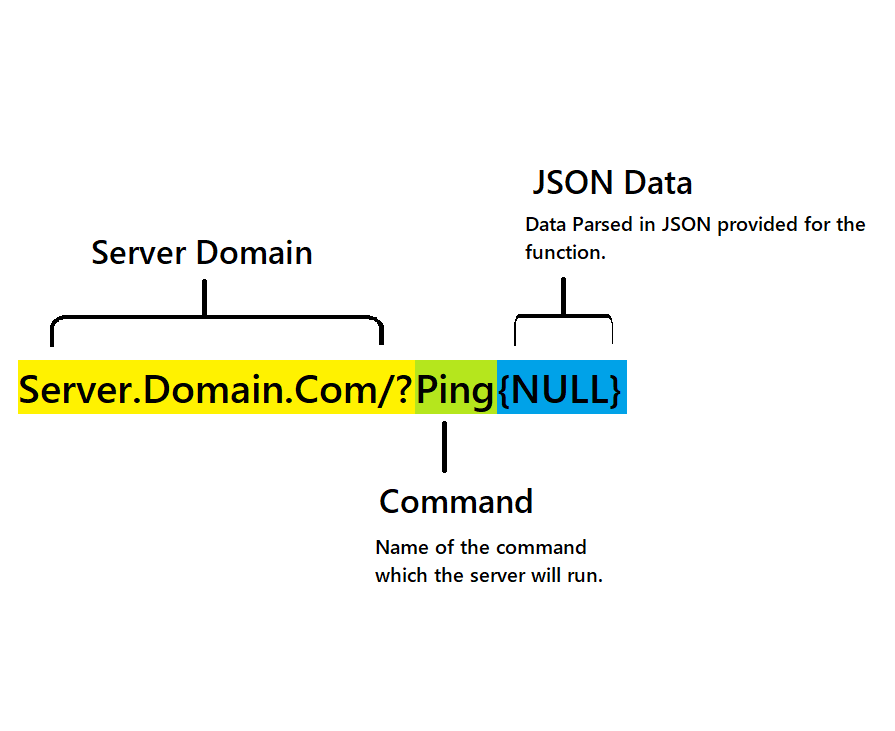 JSON Data
Data Parsed in JSON provided for the
function.
Server Domain
Server.Domain.Com/?Ping{NULL}
Command
Name of the command
which the server will run.